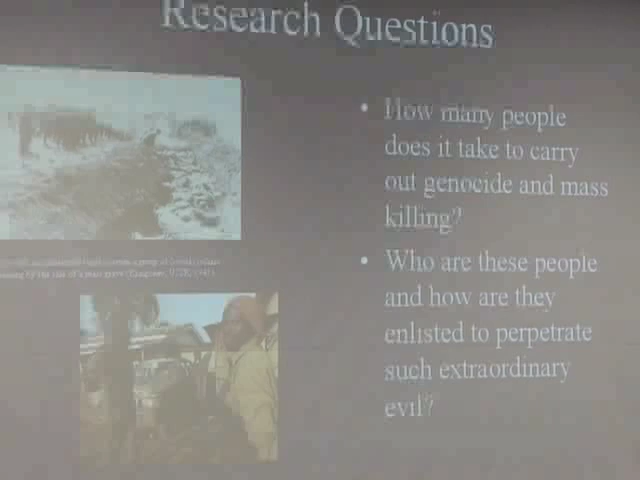 Research Questions
• How many people
does it take to carry
out genocide and mass
killing?
• Who are these people
and how are they
enlisted to perpetrate
such extraordinary
evil?